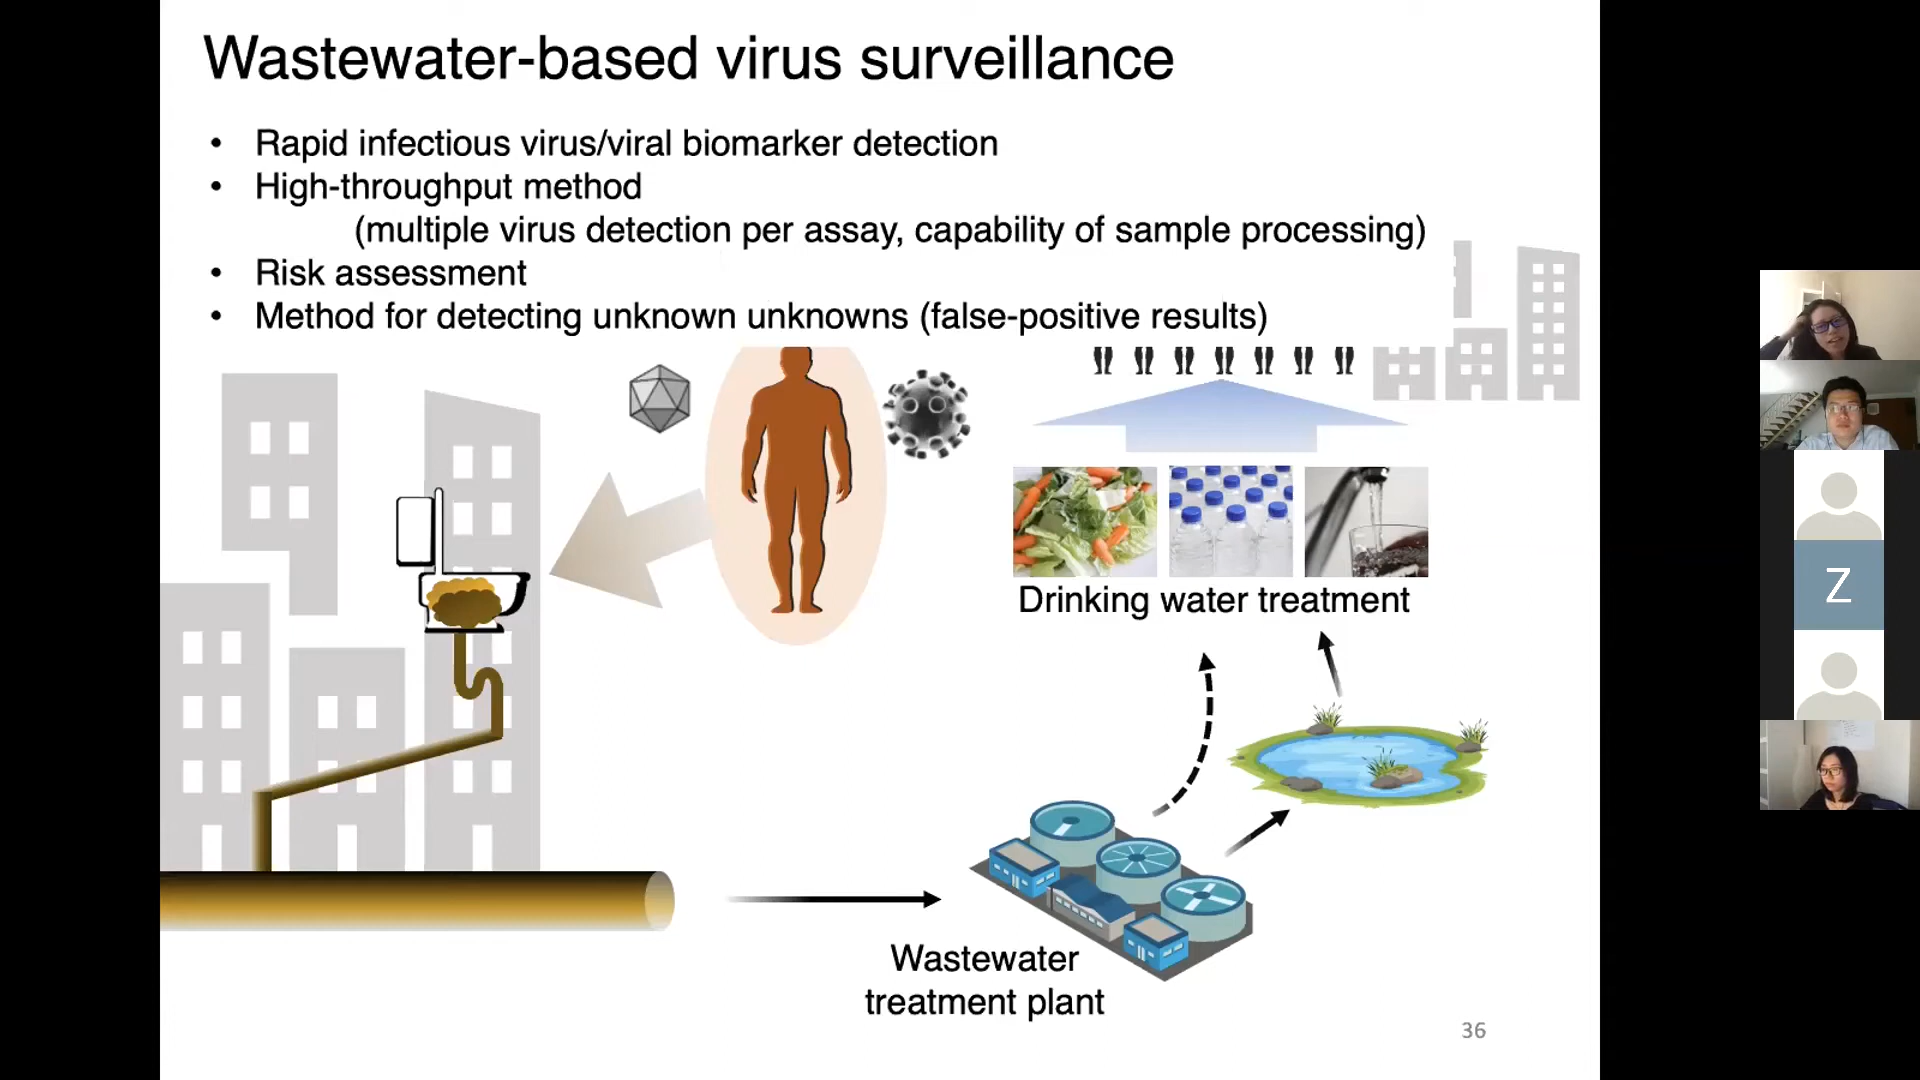 Wastewater-based virus surveillance
• Rapid infectious virus/viral biomarker detection
• High-throughput method
(multiple virus detection per assay, capability of sample processing)
• Risk assessment
• Method for detecting unknown unknowns (false-positive results)
Drinking water treatment
Wastewater
treatment plant
36
Z